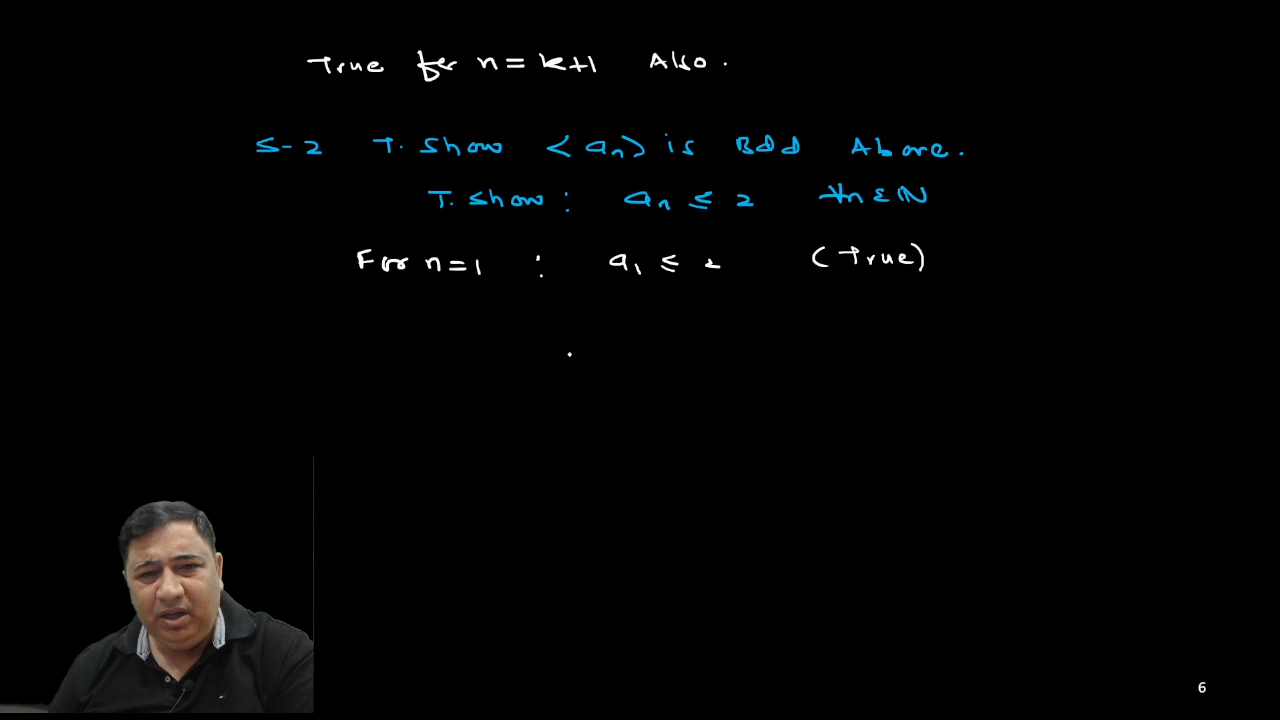 True for n = k+1 Also.
S-2 T. Show <aₙ> is Bdd Above.
T. Show : aₙ ≤ 2 ∀n∈ℕ
For n=1 : a₁ ≤ 2 (True)
6